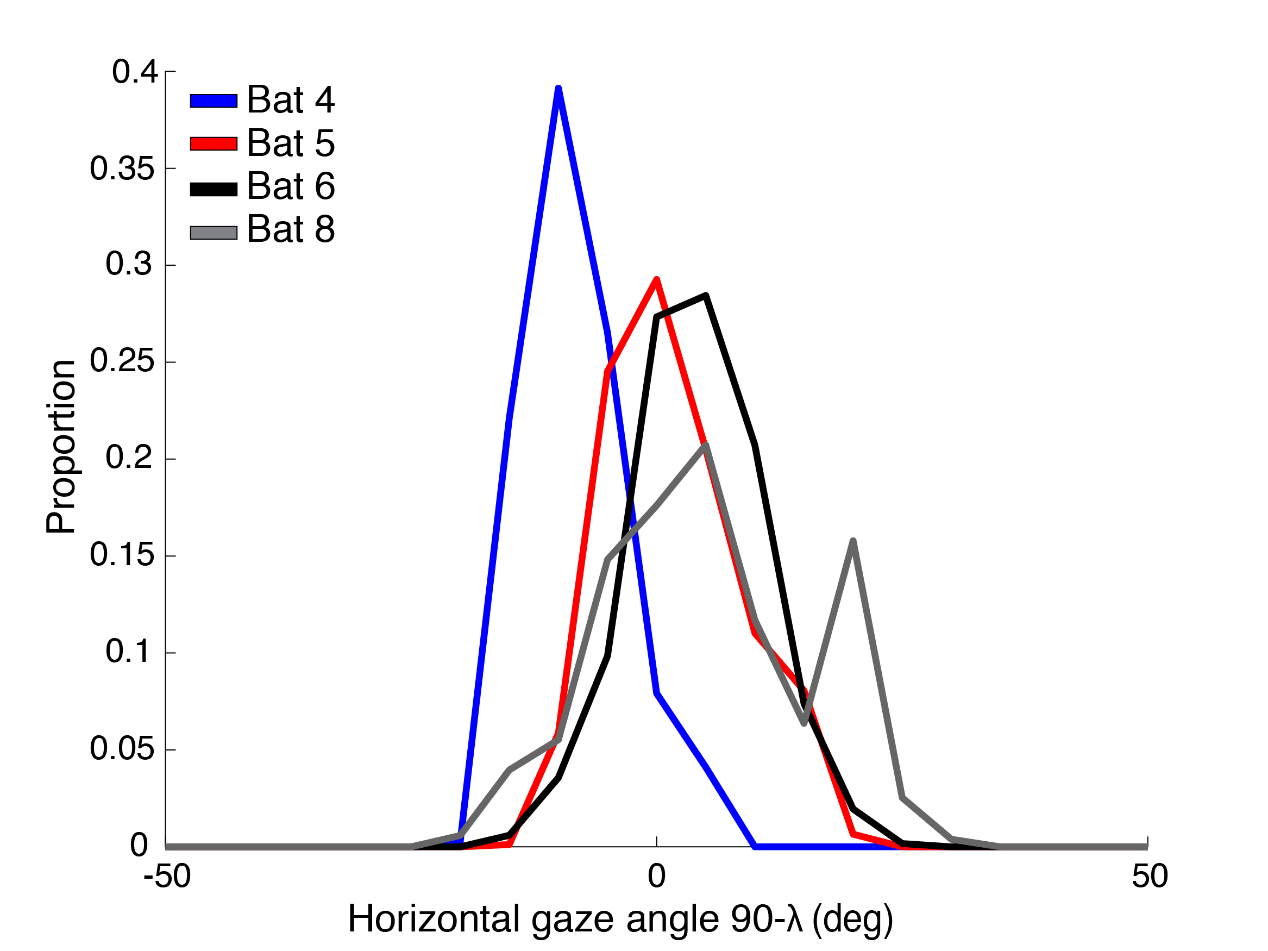 0.4
0.35
0.3
0.25
0.2
0.15
0.1
0.05
0
Proportion
Bat 4
Bat 5
Bat 6
Bat 8
-50
0
50
Horizontal gaze angle 90-λ (deg)